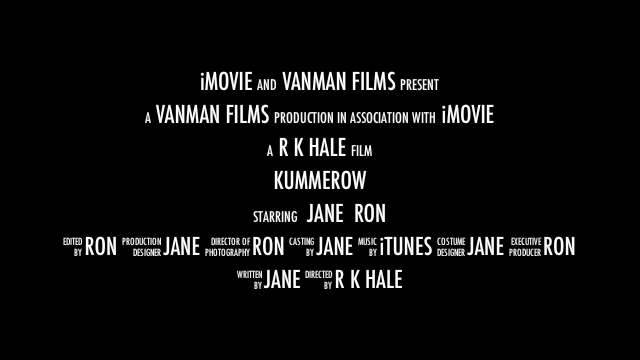 iMOVIE AND VANMAN FILMS PRESENT
A VANMAN FILMS PRODUCTION IN ASSOCIATION WITH iMOVIE
A R K HALE FILM
KUMMEROW
STARRING JANE RON
EDITED BY RON PRODUCTION DESIGNER JANE DIRECTOR OF PHOTOGRAPHY RON CASTING BY JANE MUSIC BY iTUNES COSTUME DESIGNER JANE EXECUTIVE PRODUCER RON
WRITTEN BY JANE DIRECTED BY R K HALE